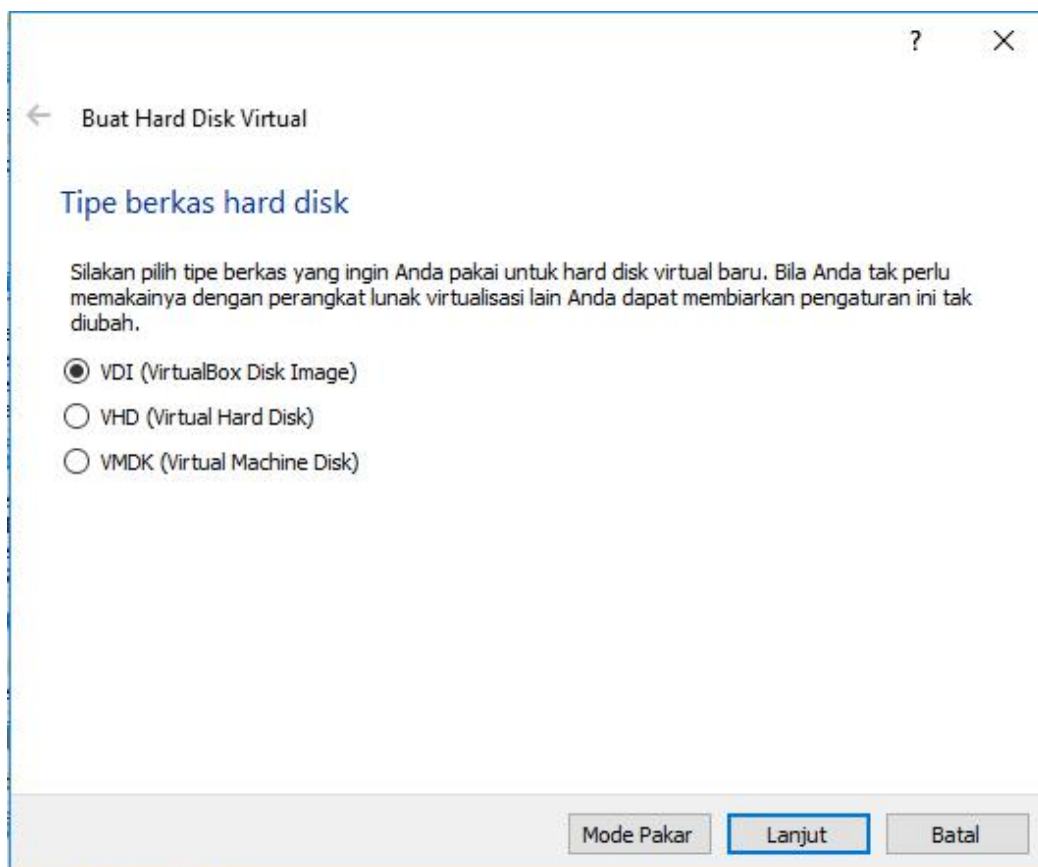 ?
Buat Hard Disk Virtual
Tipe berkas hard disk
Silakan pilih tipe berkas yang ingin Anda pakai untuk hard disk virtual baru. Bila Anda tak perlu
memakainya dengan perangkat lunak virtualisasi lain Anda dapat membiarkan pengaturan ini tak
diubah.
VDI (VirtualBox Disk Image)
VHD (Virtual Hard Disk)
VMDK (Virtual Machine Disk)
Mode Pakar Lanjut Batal